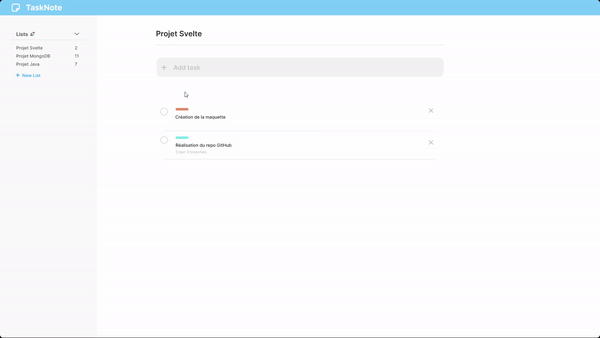 TaskNote
Lists
Projet Svelte 2
Projet MongoDB 11
Projet Java 7
+ New List
Projet Svelte
+ Add task
Création de la maquette
Réalisation du repo GitHub